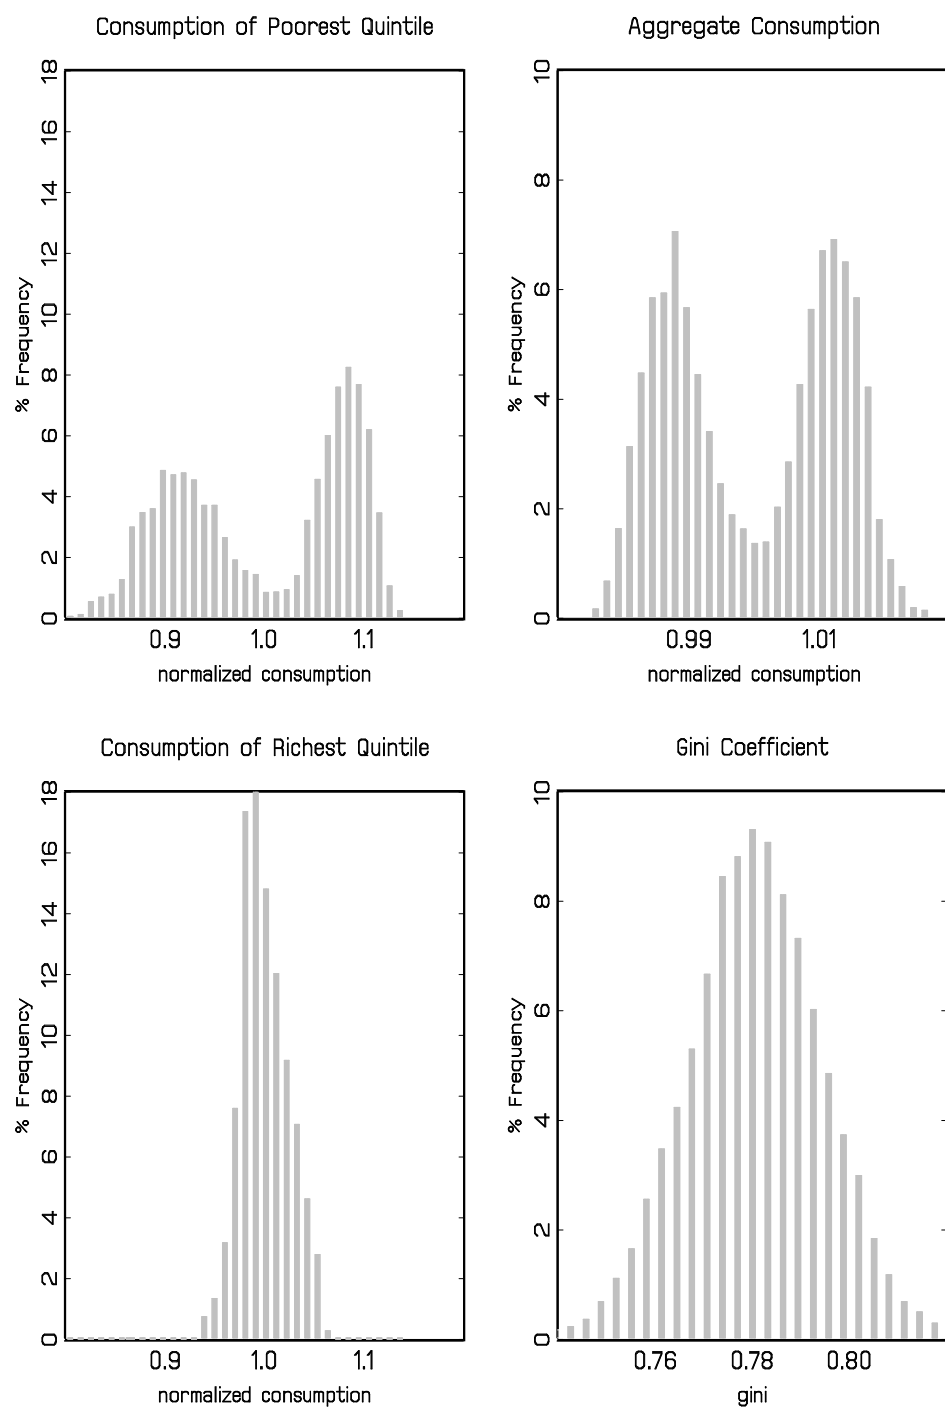 Consumption of Poorest Quintile
18
16
14
12
10
8
6
4
2
0
% Frequency
0.9 1.0 1.1
normalized consumption
Aggregate Consumption
10
8
6
4
2
0
% Frequency
0.99 1.01
normalized consumption
Consumption of Richest Quintile
18
16
14
12
10
8
6
4
2
0
% Frequency
0.9 1.0 1.1
normalized consumption
Gini Coefficient
10
8
6
4
2
0
% Frequency
0.76 0.78 0.80
gini